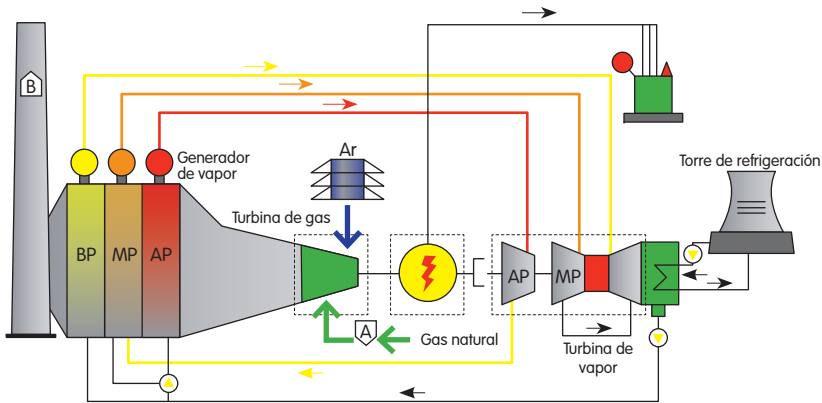 B
Generador
de vapor
Ar
Torre de refrigeración
Turbina de gas
BP
MP
AP
AP
MP
A
Gas natural
Turbina de
vapor